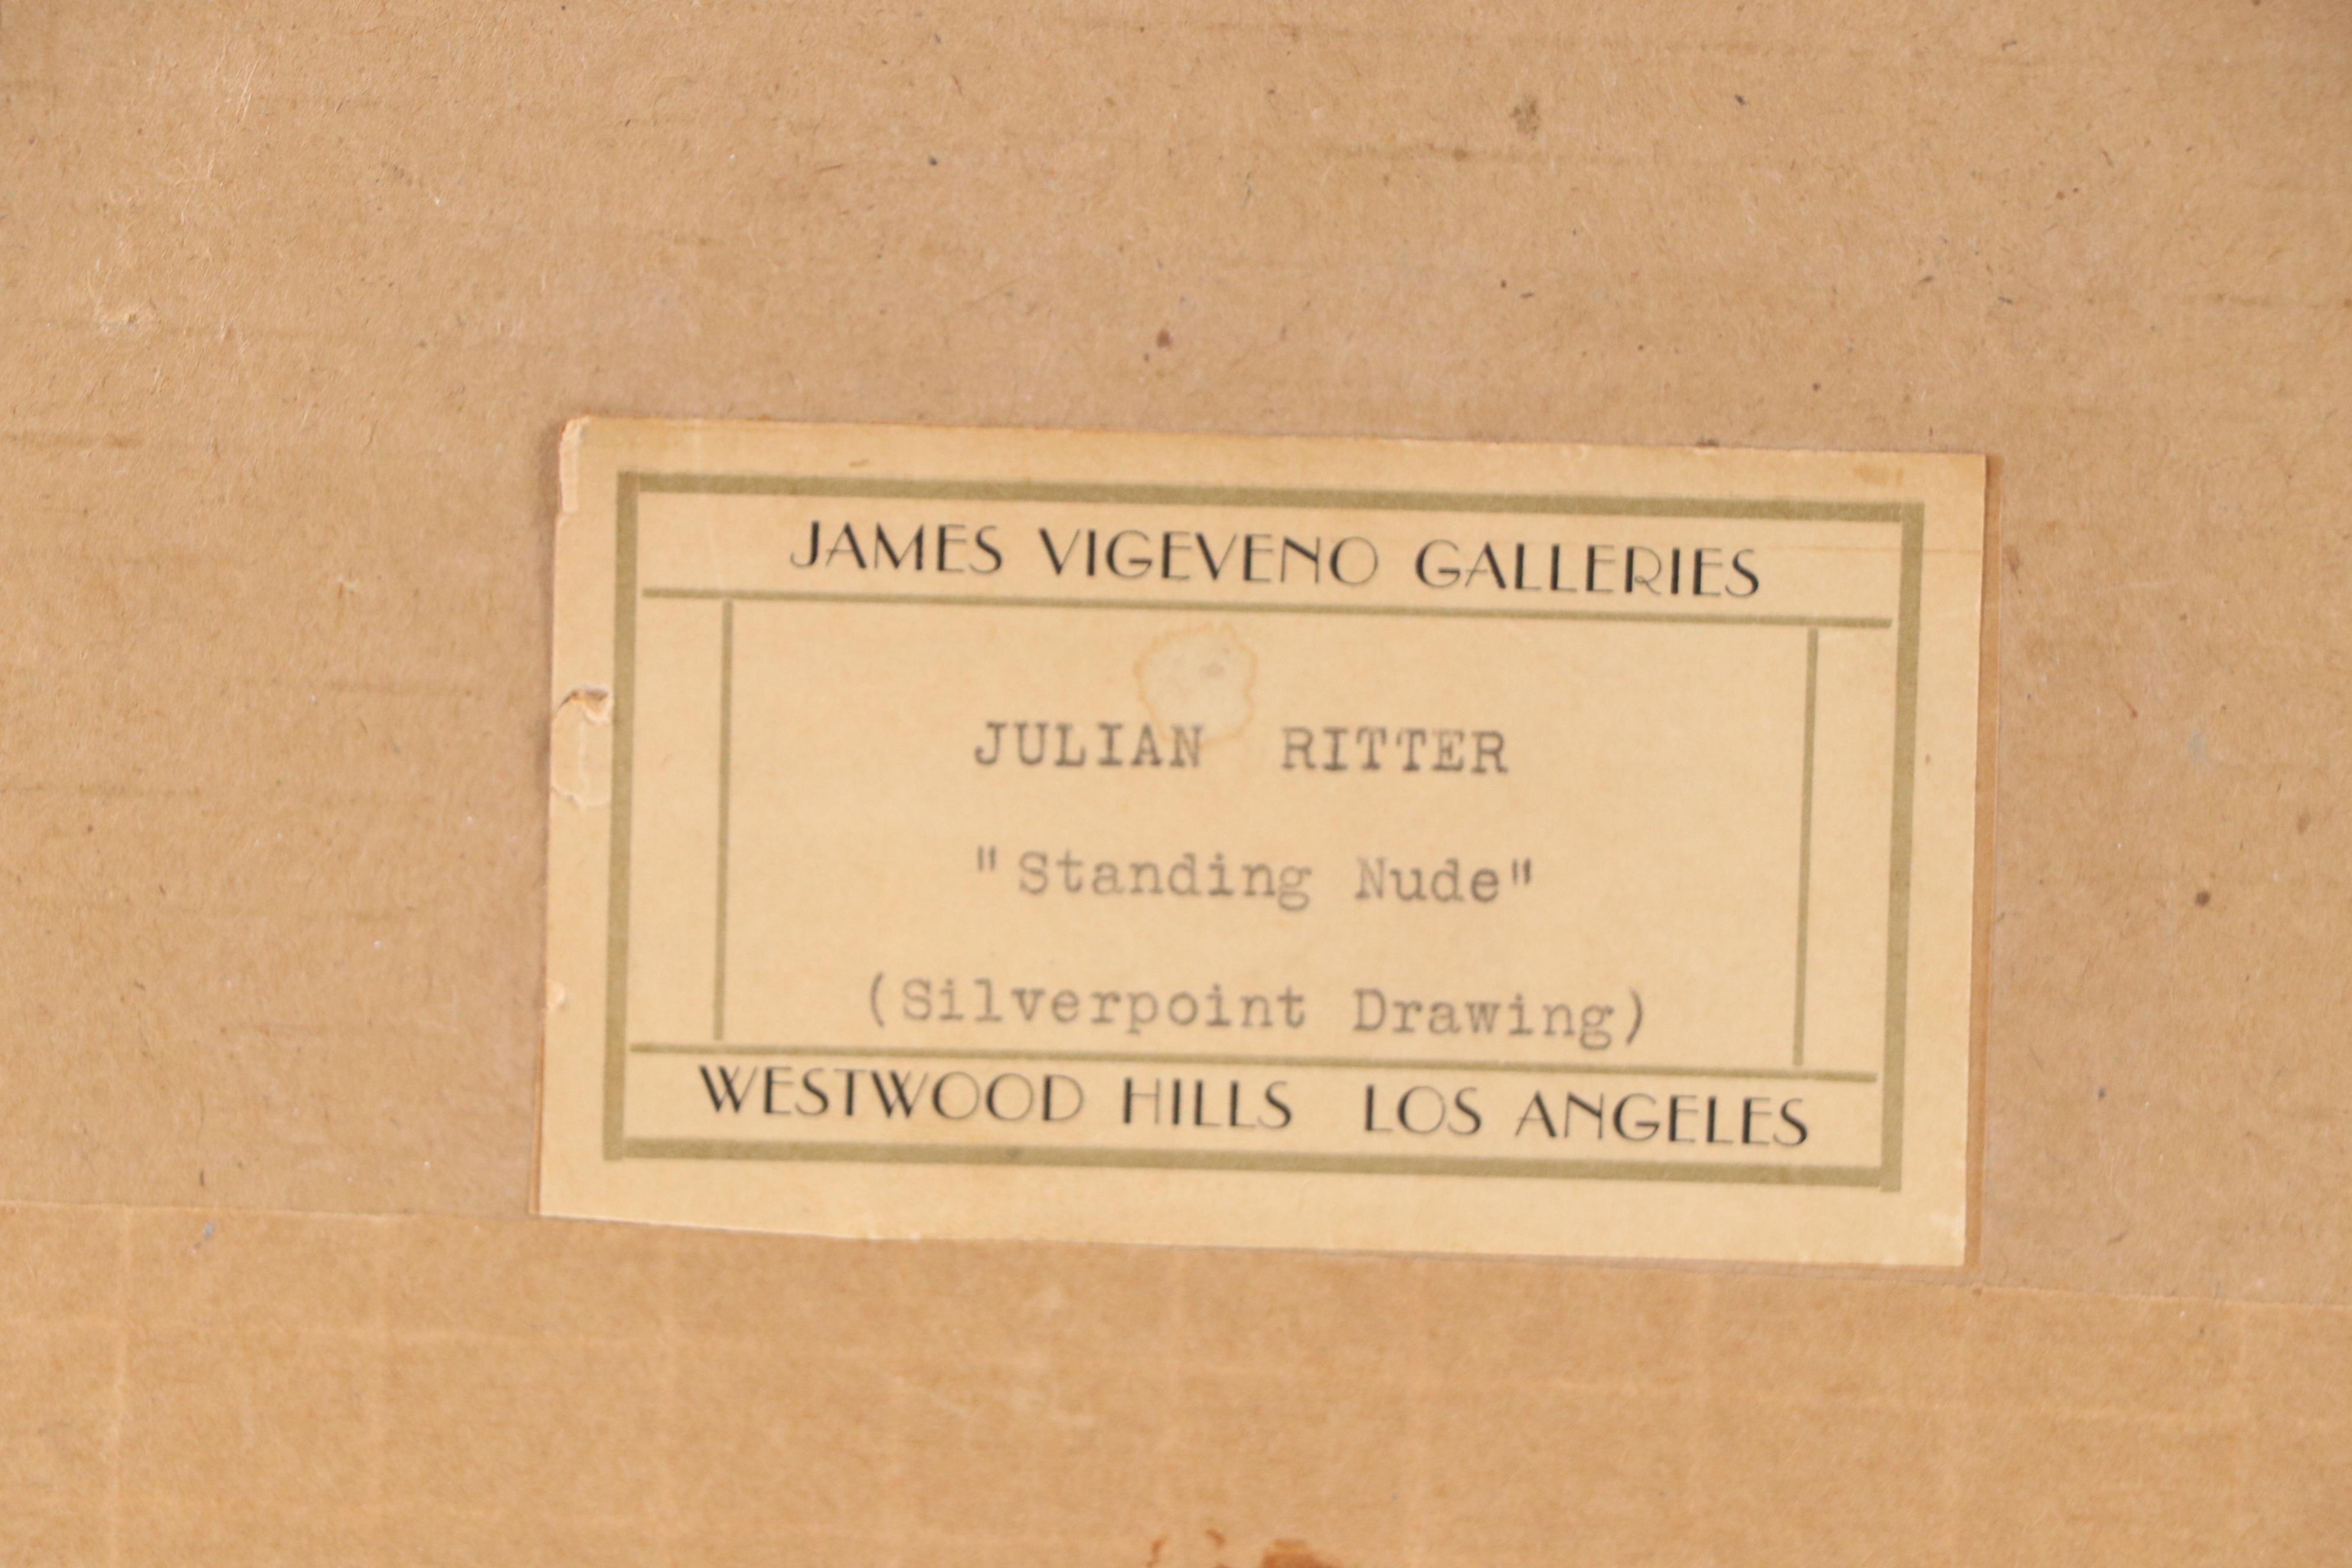 JAMES VIGEVENO GALLERIES
JULIAN RITTER
"Standing Nude"
(Silverpoint Drawing)
WESTWOOD HILLS LOS ANGELES